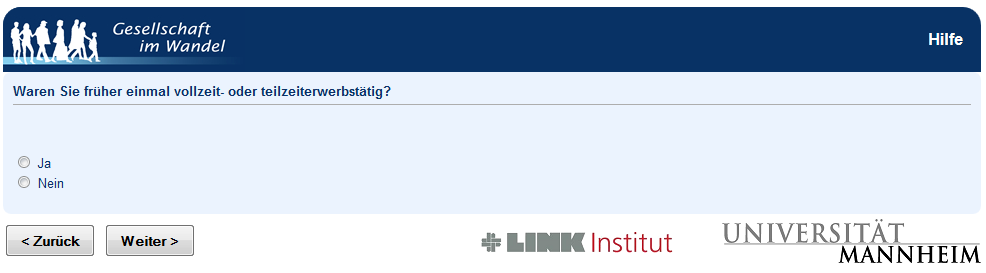 Gesellschaft
im Wandel
Hilfe
Waren Sie früher einmal vollzeit- oder teilzeiterwerbstätig?
Ja
Nein
< Zurück
Weiter >
LINK Institut
UNIVERSITÄT
MANNHEIM